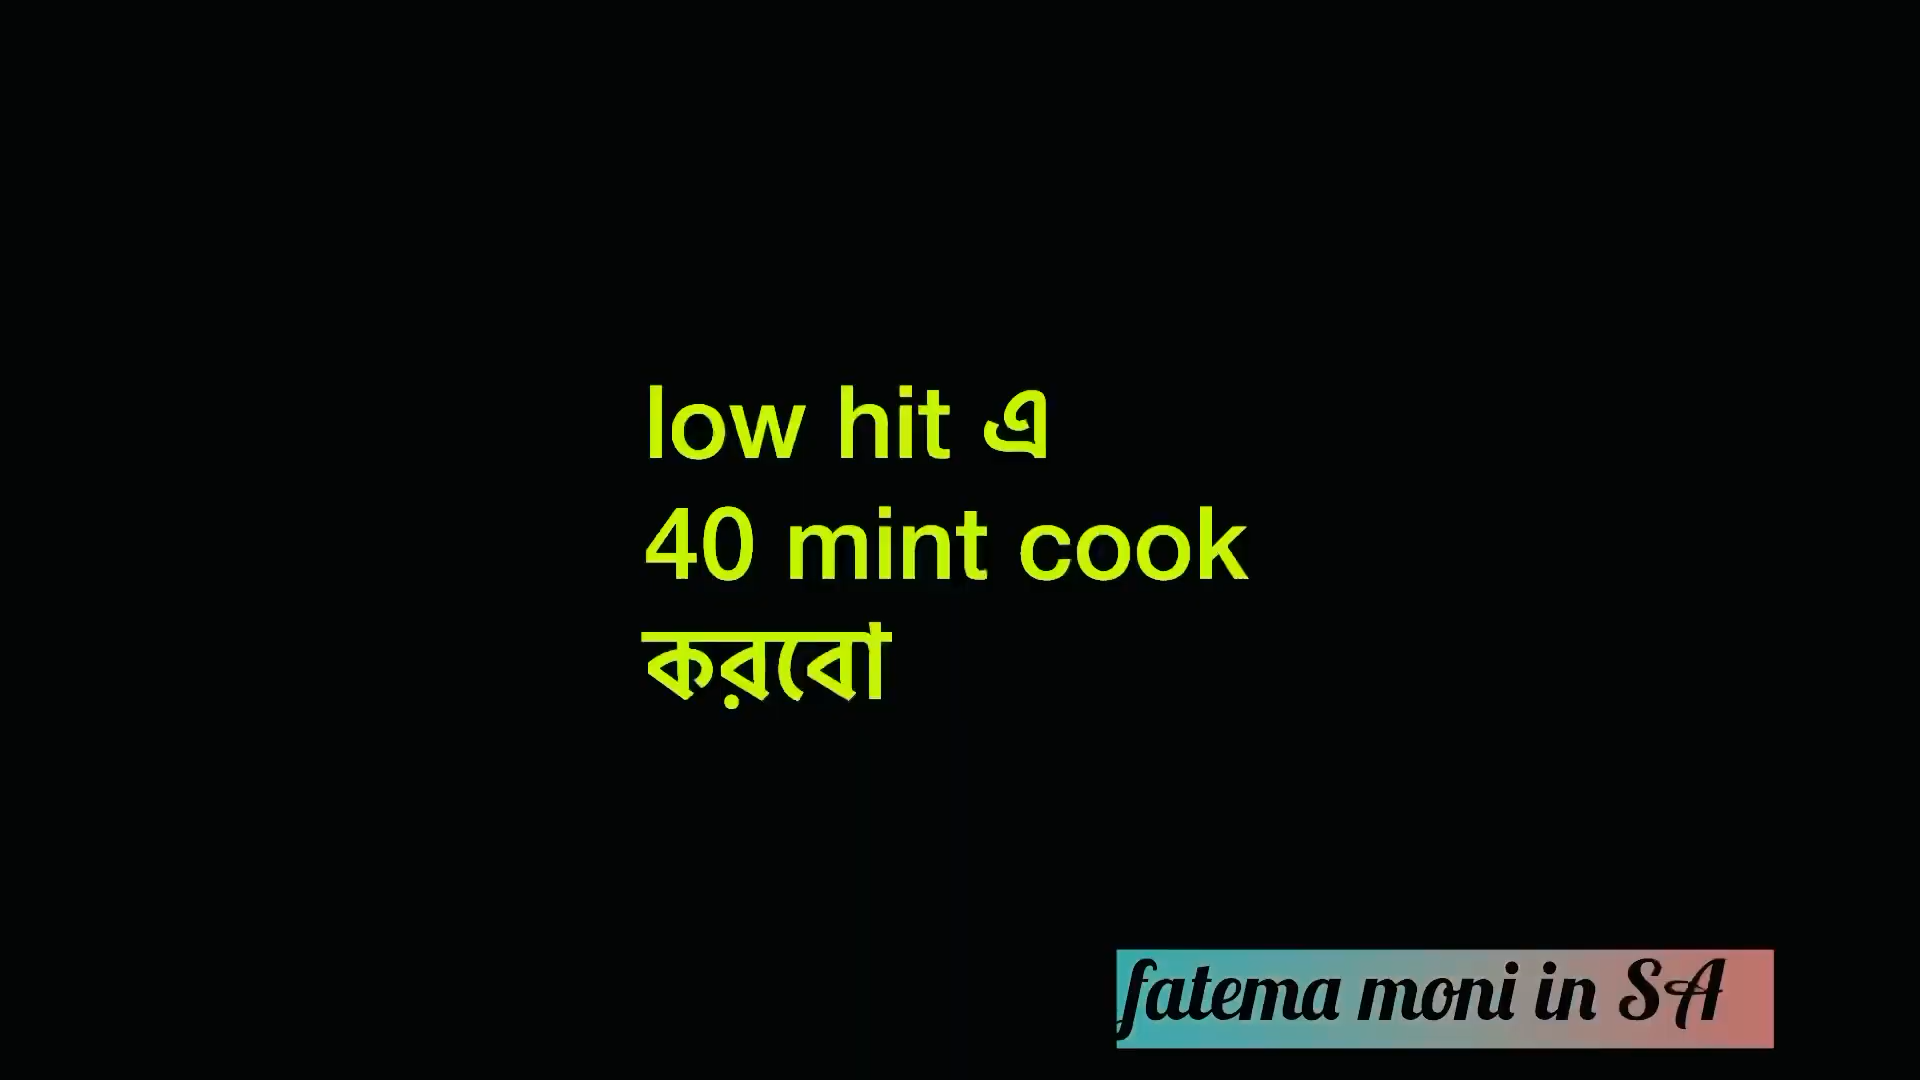 low hit এ
40 mint cook
করবো
fatema moni in SA